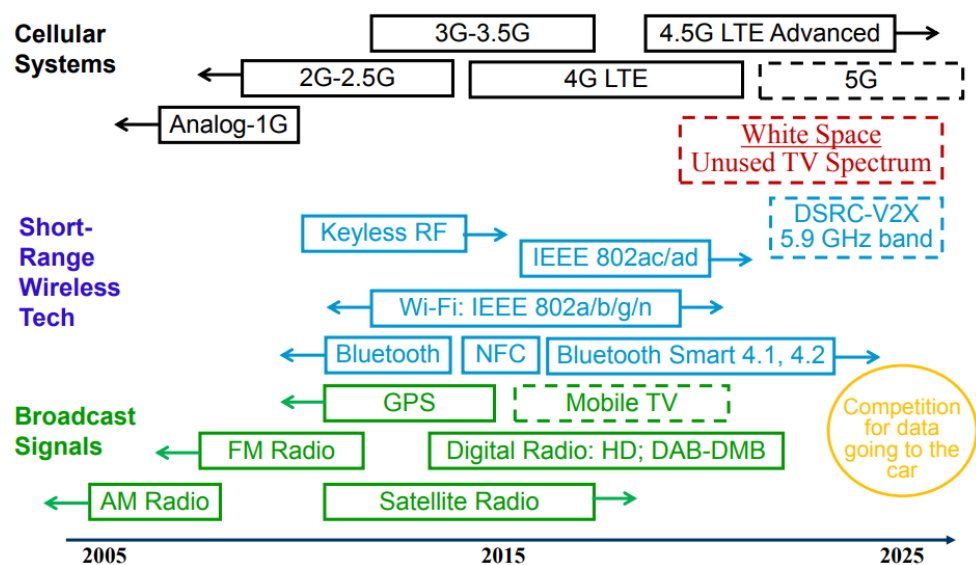 Cellular
Systems
3G-3.5G
4.5G LTE Advanced
2G-2.5G
4G LTE
5G
Analog-1G
White Space
Unused TV Spectrum
Short-
Range
Wireless
Tech
Keyless RF
DSRC-V2X
5.9 GHz band
IEEE 802ac/ad
Wi-Fi: IEEE 802a/b/g/n
Bluetooth
NFC
Bluetooth Smart 4.1, 4.2
Broadcast
Signals
GPS
Mobile TV
FM Radio
Digital Radio: HD; DAB-DMB
AM Radio
Satellite Radio
Competition
for data
going to the
car
2005
2015
2025